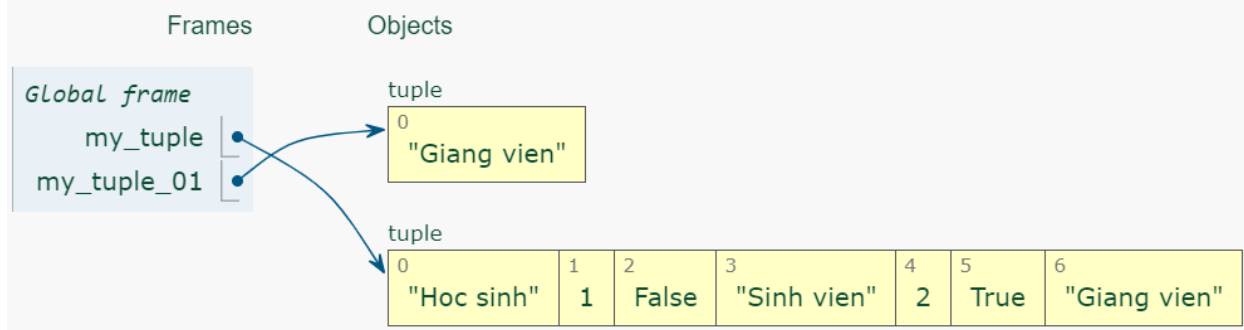 Frames Objects
Global frame
my_tuple
my_tuple_01
tuple
0
"Giang vien"
tuple
0 1 2 3 4 5 6
"Hoc sinh" 1 False "Sinh vien" 2 True "Giang vien"